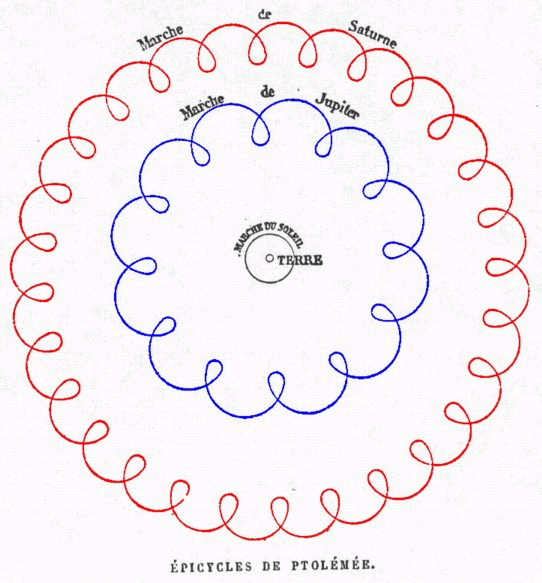 Marche de Saturne
Marche de Jupiter
MARCHE DU SOLEIL
TERRE
ÉPICYCLES DE PTOLÉMÉE.